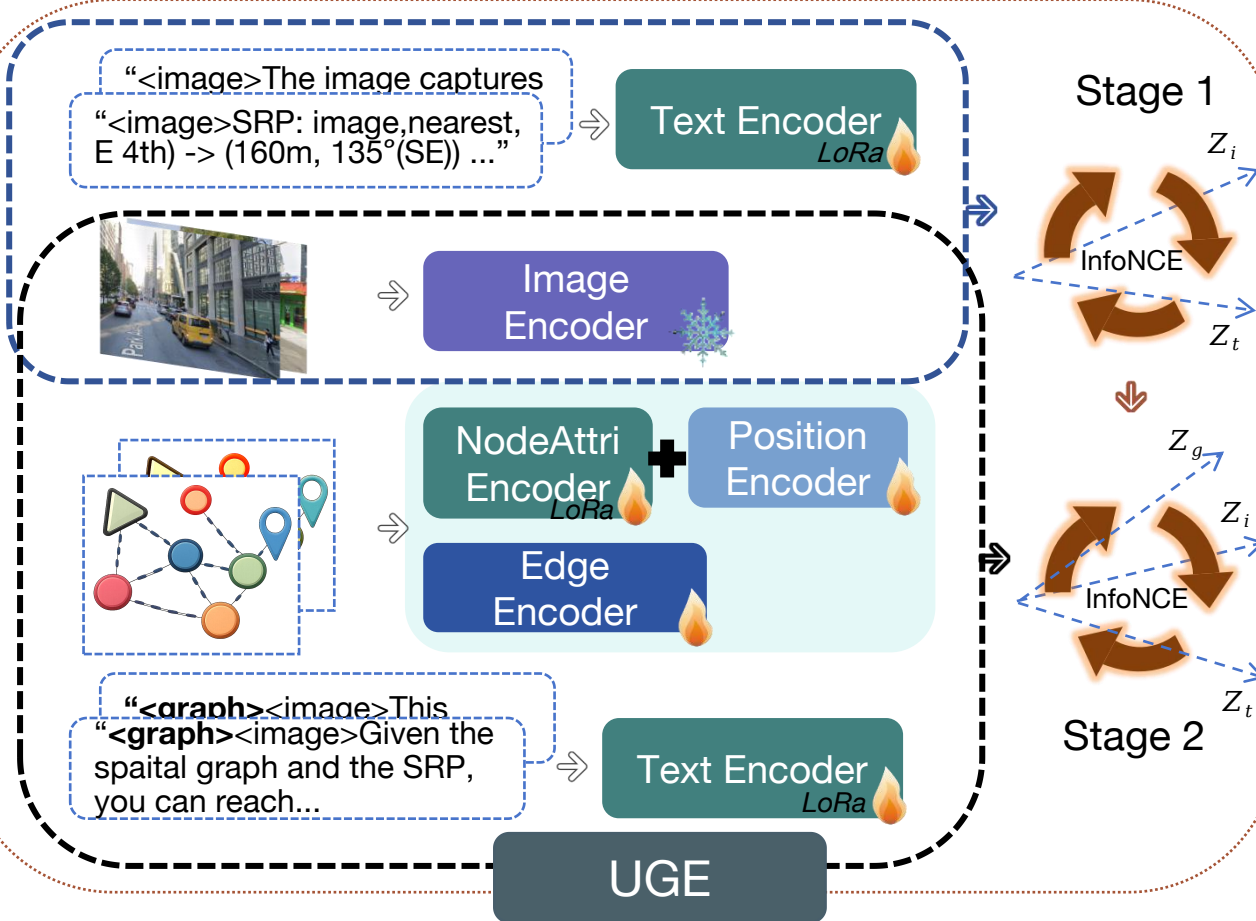 “<image>The image captures
“<image>SRP: image,nearest,
E 4th) -> (160m, 135°(SE)) ...”
Text Encoder
LoRa
Stage 1
Z_i
InfoNCE
Z_t
Image
Encoder
Park Ave
NodeAttri
Encoder
LoRa
Position
Encoder
Edge
Encoder
Z_g
Z_i
InfoNCE
Z_t
Stage 2
“<graph><image>This
“<graph><image>Given the
spaital graph and the SRP,
you can reach...
Text Encoder
LoRa
UGE